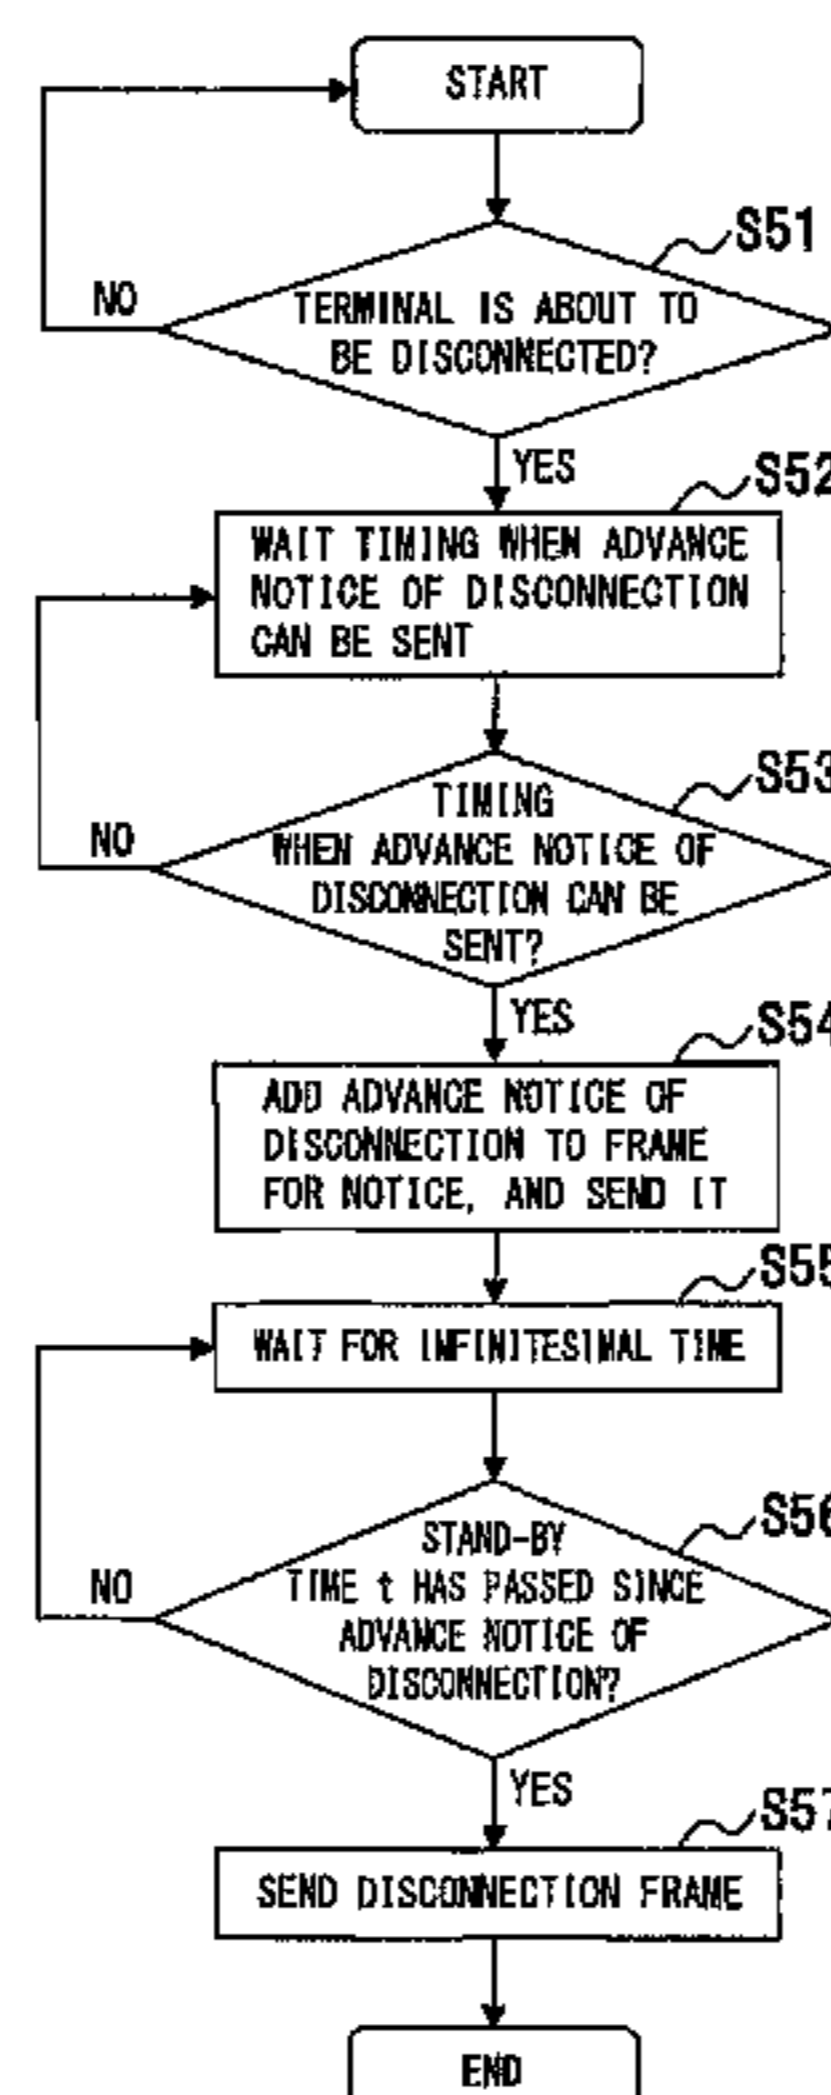 START
S51
NO
TERMINAL IS ABOUT TO
BE DISCONNECTED?
YES
S52
WAIT TIMING WHEN ADVANCE
NOTICE OF DISCONNECTION
CAN BE SENT
S53
TIMING
NO
WHEN ADVANCE NOTICE OF
DISCONNECTION CAN BE
SENT?
YES
S54
ADD ADVANCE NOTICE OF
DISCONNECTION TO FRAME
FOR NOTICE, AND SEND IT
S55
WAIT FOR INFINITESIMAL TIME
S56
STAND-BY
NO
TIME t HAS PASSED SINCE
ADVANCE NOTICE OF
DISCONNECTION?
YES
S57
SEND DISCONNECTION FRAME
END